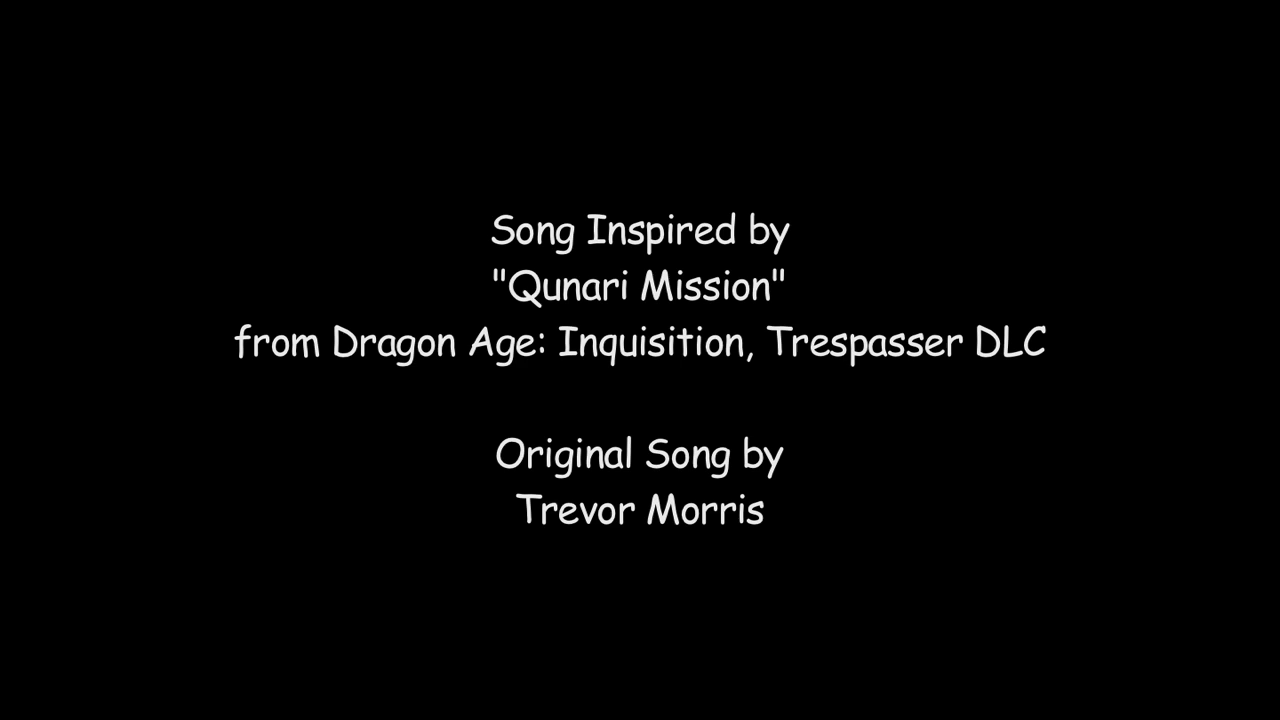 Song Inspired by
"Qunari Mission"
from Dragon Age: Inquisition, Trespasser DLC
Original Song by
Trevor Morris